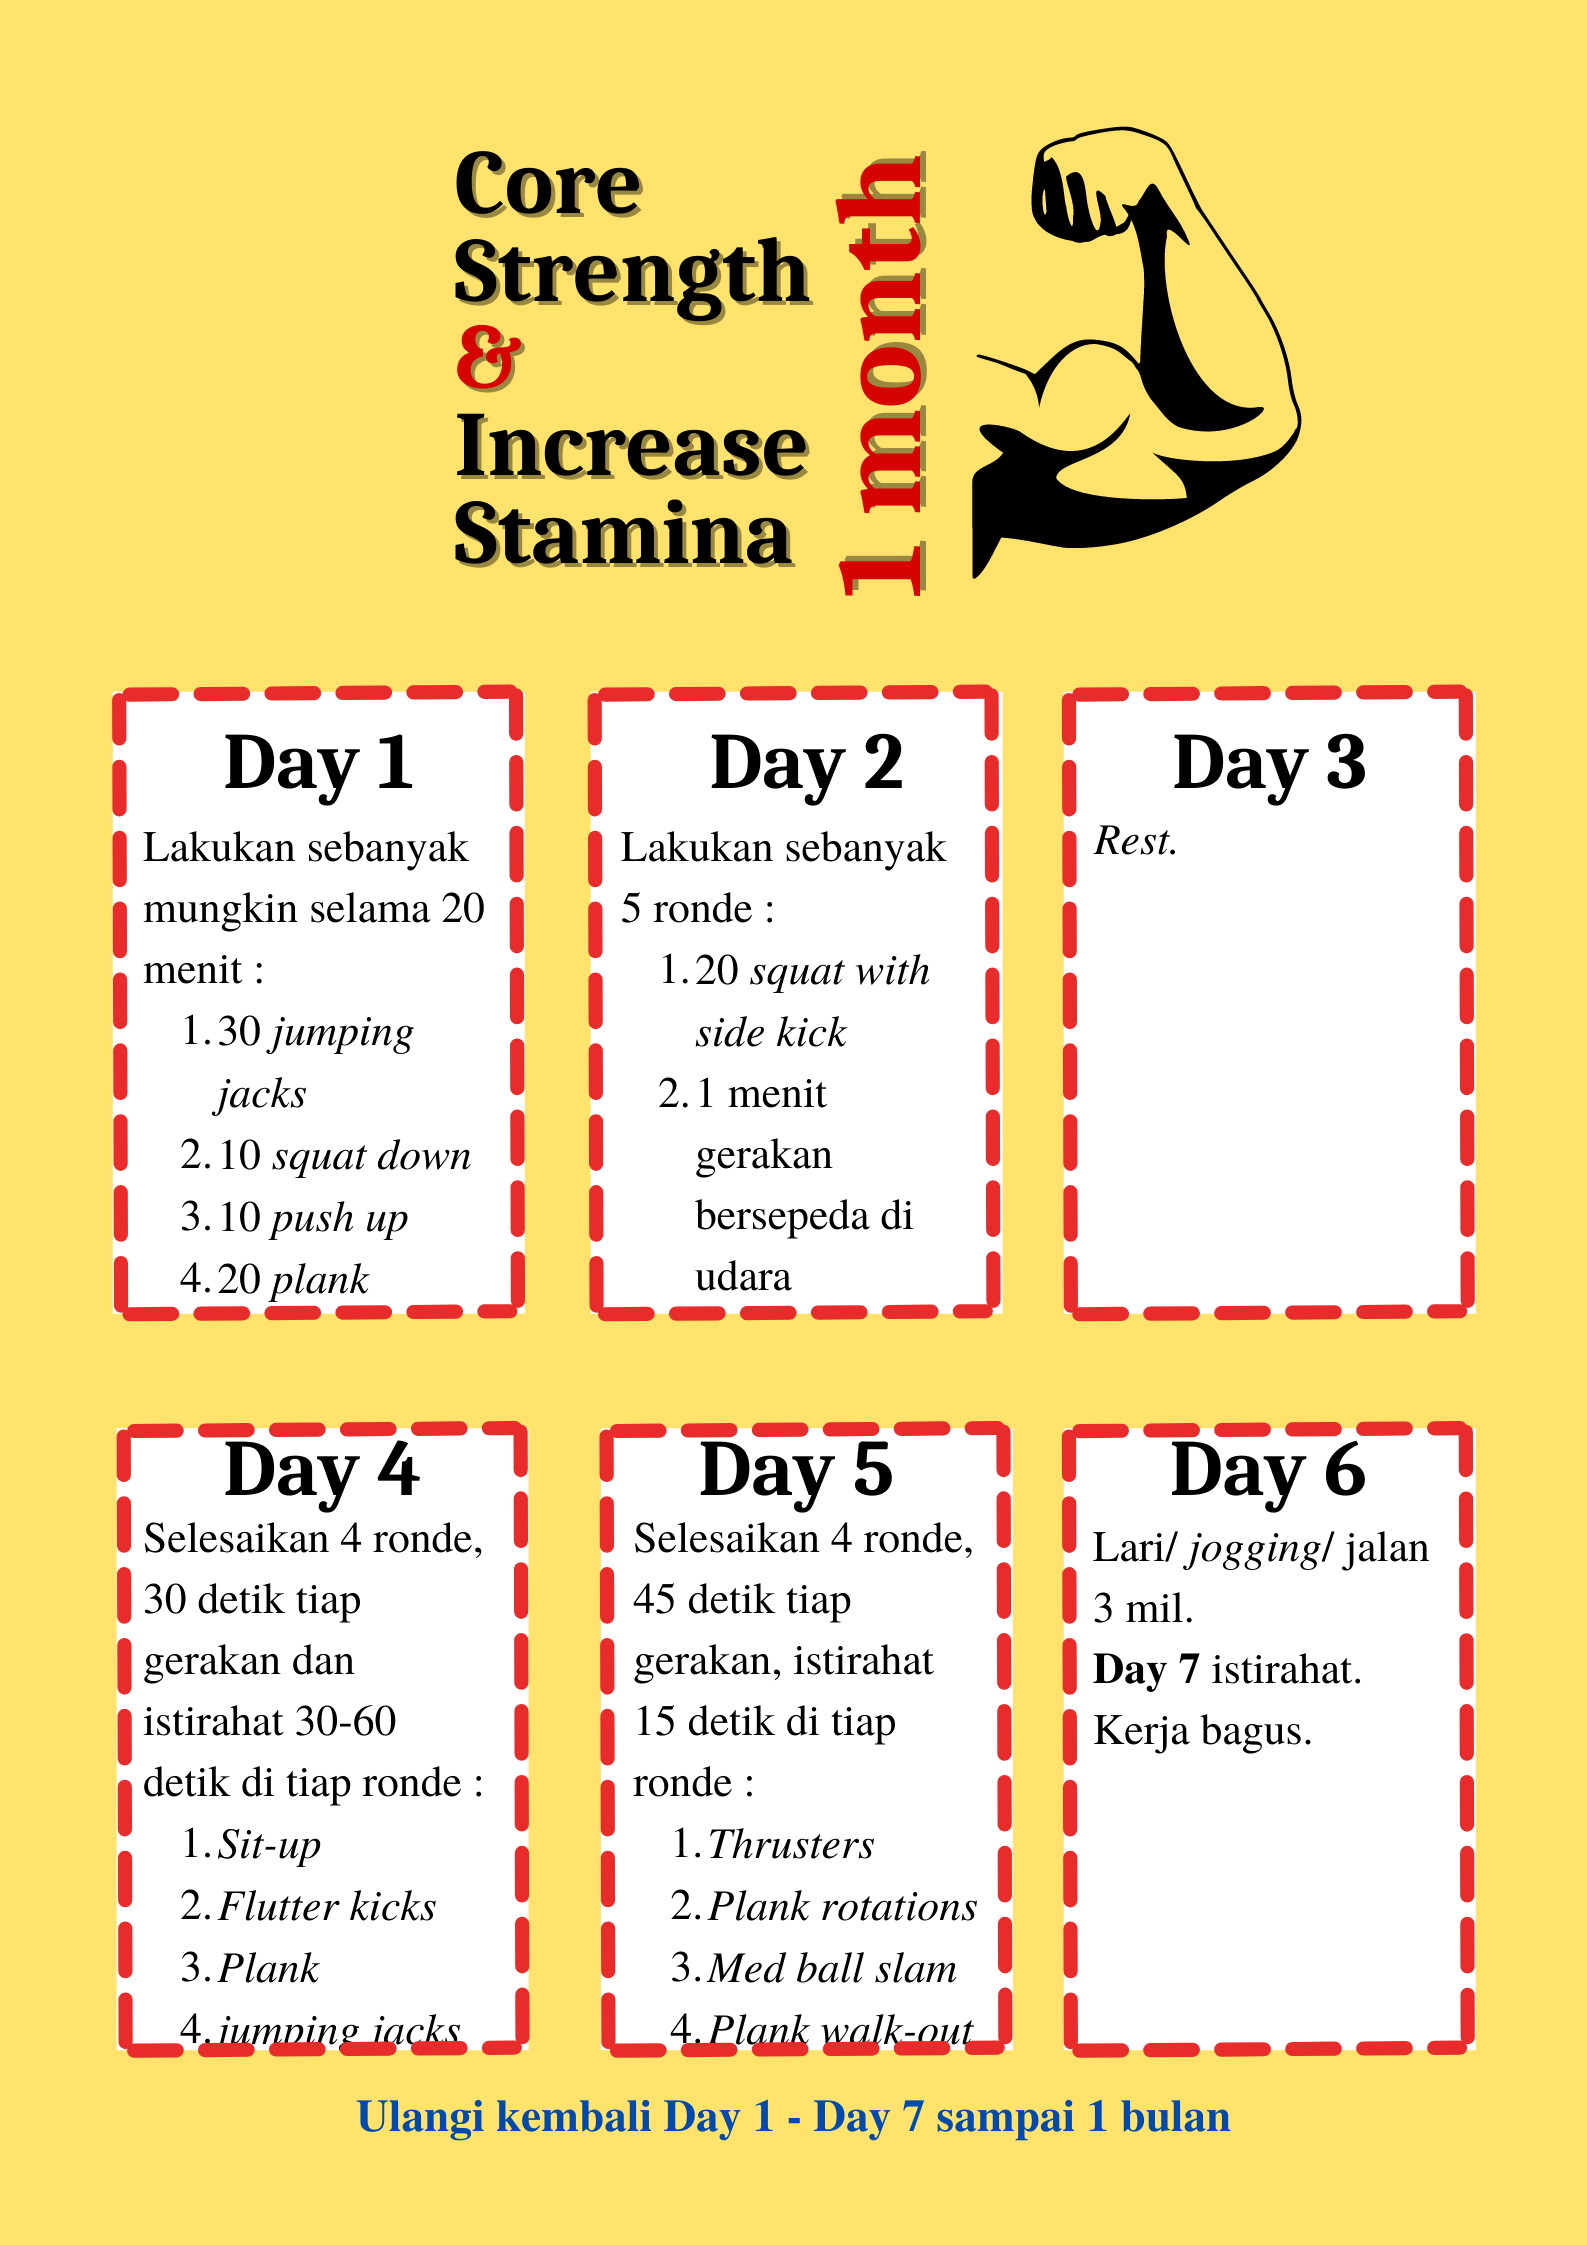 Core
Strength
&
Increase
Stamina
1 month
Day 1
Lakukan sebanyak
mungkin selama 20
menit :
1. 30 jumping
jacks
2. 10 squat down
3. 10 push up
4. 20 plank
Day 2
Lakukan sebanyak
5 ronde :
1. 20 squat with
side kick
2. 1 menit
gerakan
bersepeda di
udara
Day 3
Rest.
Day 4
Selesaikan 4 ronde,
30 detik tiap
gerakan dan
istirahat 30-60
detik di tiap ronde :
1. Sit-up
2. Flutter kicks
3. Plank
4. jumping jacks
Day 5
Selesaikan 4 ronde,
45 detik tiap
gerakan, istirahat
15 detik di tiap
ronde :
1. Thrusters
2. Plank rotations
3. Med ball slam
4. Plank walk-out
Day 6
Lari/ jogging/ jalan
3 mil.
Day 7 istirahat.
Kerja bagus.
Ulangi kembali Day 1 - Day 7 sampai 1 bulan